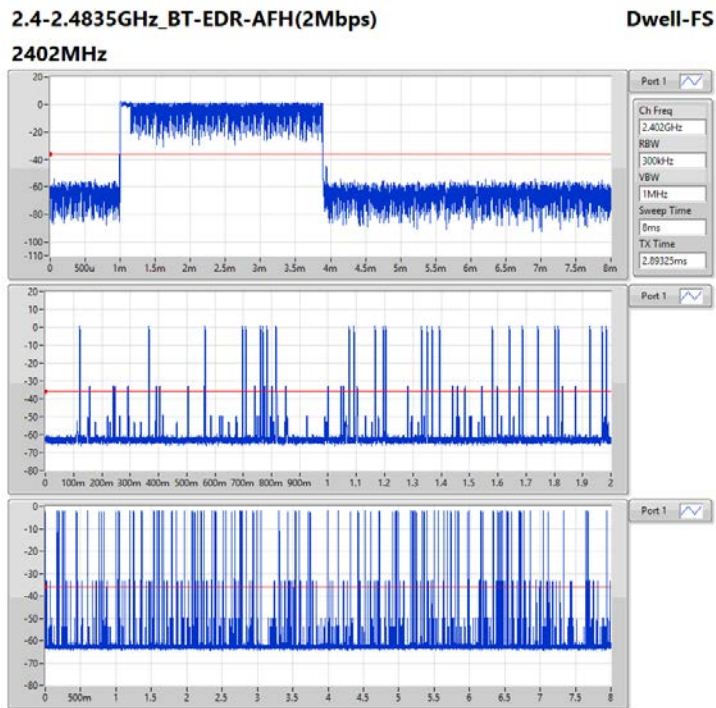 2.4-2.4835GHz_BT-EDR-AFH(2Mbps) Dwell-FS
2402MHz
20
0
-20
-40
-60
-80
-100
-110
0 500u 1m 1.5m 2m 2.5m 3m 3.5m 4m 4.5m 5m 5.5m 6m 6.5m 7m 7.5m 8m
Port 1
Ch Freq
2.402GHz
RBW
300kHz
VBW
1MHz
Sweep Time
8ms
TX Time
2.89325ms
20
10
0
-10
-20
-30
-40
-50
-60
-70
-80
0 100m 200m 300m 400m 500m 600m 700m 800m 900m 1 1.1 1.2 1.3 1.4 1.5 1.6 1.7 1.8 1.9 2
Port 1
0
-10
-20
-30
-40
-50
-60
-70
-80
0 500m 1 1.5 2 2.5 3 3.5 4 4.5 5 5.5 6 6.5 7 7.5 8
Port 1